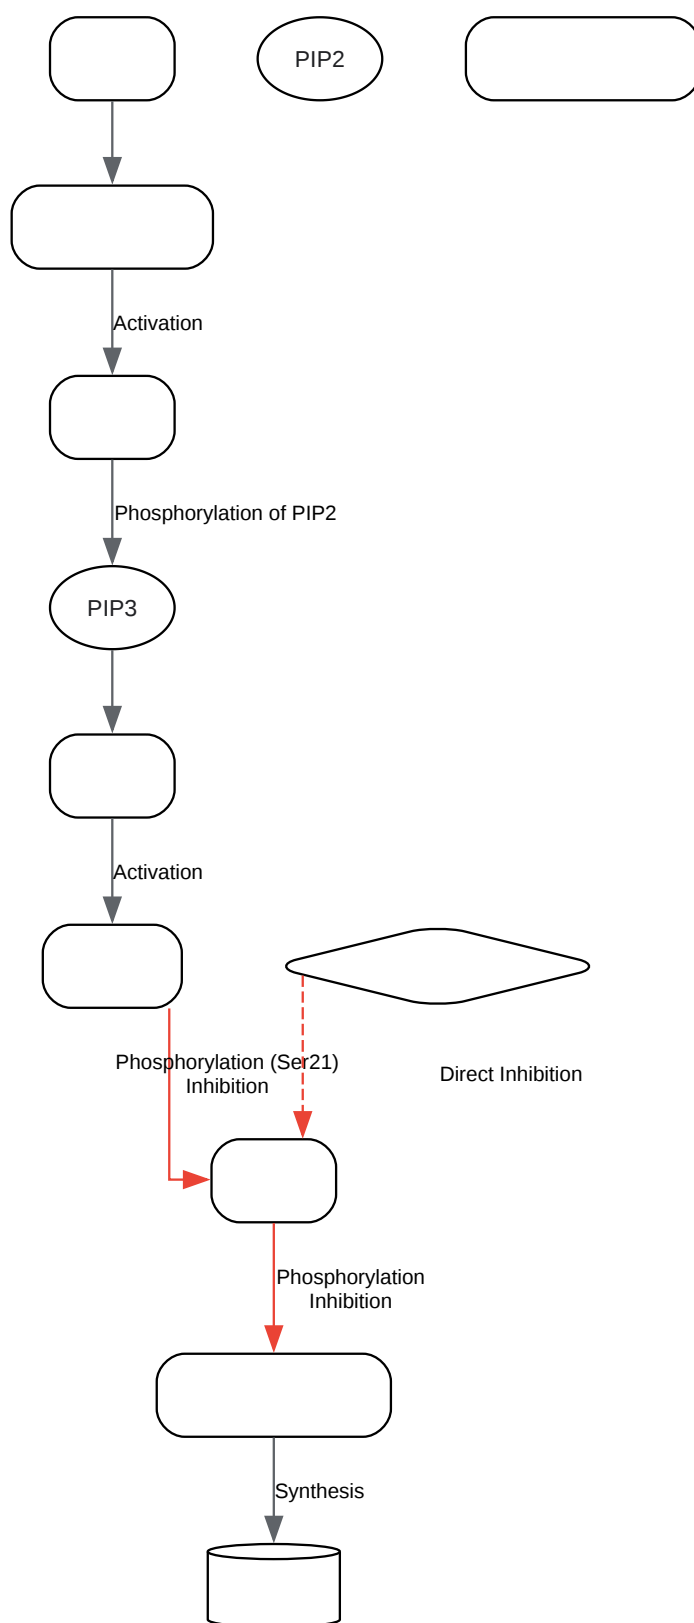 PIP2
Activation
Phosphorylation of PIP2
PIP3
Activation
Phosphorylation (Ser21)
Inhibition
Direct Inhibition
Phosphorylation
Inhibition
Synthesis